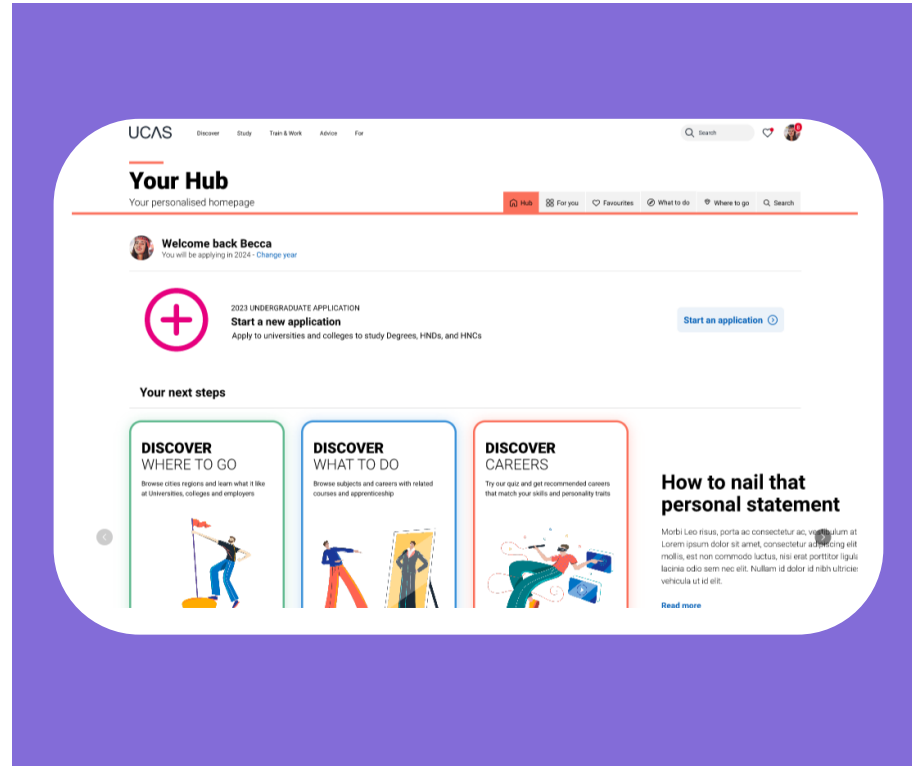 UCAS Discover Study Train & Work Advice For Search
Your Hub
Your personalised homepage
Hub For you Favourites What to do Where to go Search
Welcome back Becca
You will be applying in 2024 - Change year
2023 UNDERGRADUATE APPLICATION
Start a new application
Apply to universities and colleges to study Degrees, HNDs, and HNCs
Start an application
Your next steps
DISCOVER
WHERE TO GO
Browse cities regions and learn what it like
at Universities, colleges and employers
DISCOVER
WHAT TO DO
Browse subjects and careers with related
courses and apprenticeship
DISCOVER
CAREERS
Try our quiz and get recommended careers
that match your skills and personality traits
How to nail that
personal statement
Morbi Leo risus, porta ac consectetur ac, vestibulum at
Lorem ipsum dolor sit amet, consectetur adipiscing elit
mollis, est non commodo luctus, nisi erat porttitor ligula
lacinia odio sem nec elit. Nullam id dolor id nibh ultricies
vehicula ut id elit.
Read more